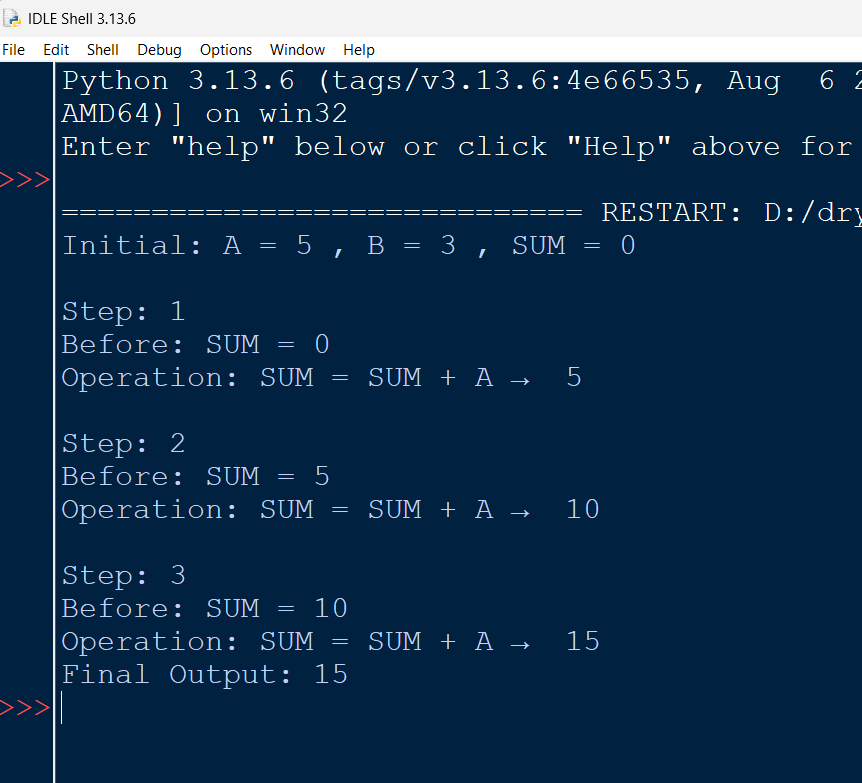 IDLE Shell 3.13.6
File Edit Shell Debug Options Window Help
Python 3.13.6 (tags/v3.13.6:4e66535, Aug  6 2
AMD64)] on win32
Enter "help" below or click "Help" above for
>>>
============================= RESTART: D:/dry
Initial: A = 5 , B = 3 , SUM = 0
Step: 1
Before: SUM = 0
Operation: SUM = SUM + A →  5
Step: 2
Before: SUM = 5
Operation: SUM = SUM + A →  10
Step: 3
Before: SUM = 10
Operation: SUM = SUM + A →  15
Final Output: 15
>>>